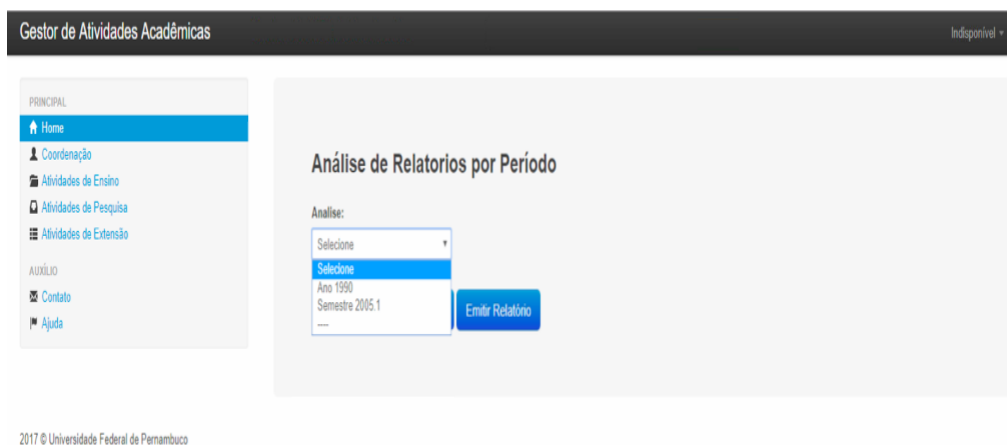 Gestor de Atividades Acadêmicas
Indisponível
PRINCIPAL
Home
Coordenação
Atividades de Ensino
Atividades de Pesquisa
Atividades de Extensão
AUXÍLIO
Contato
Ajuda
Análise de Relatorios por Período
Analise:
Selecione
Selecione
Ano 1990
Semestre 2005.1
---
Emitir Relatório
2017 © Universidade Federal de Pernambuco